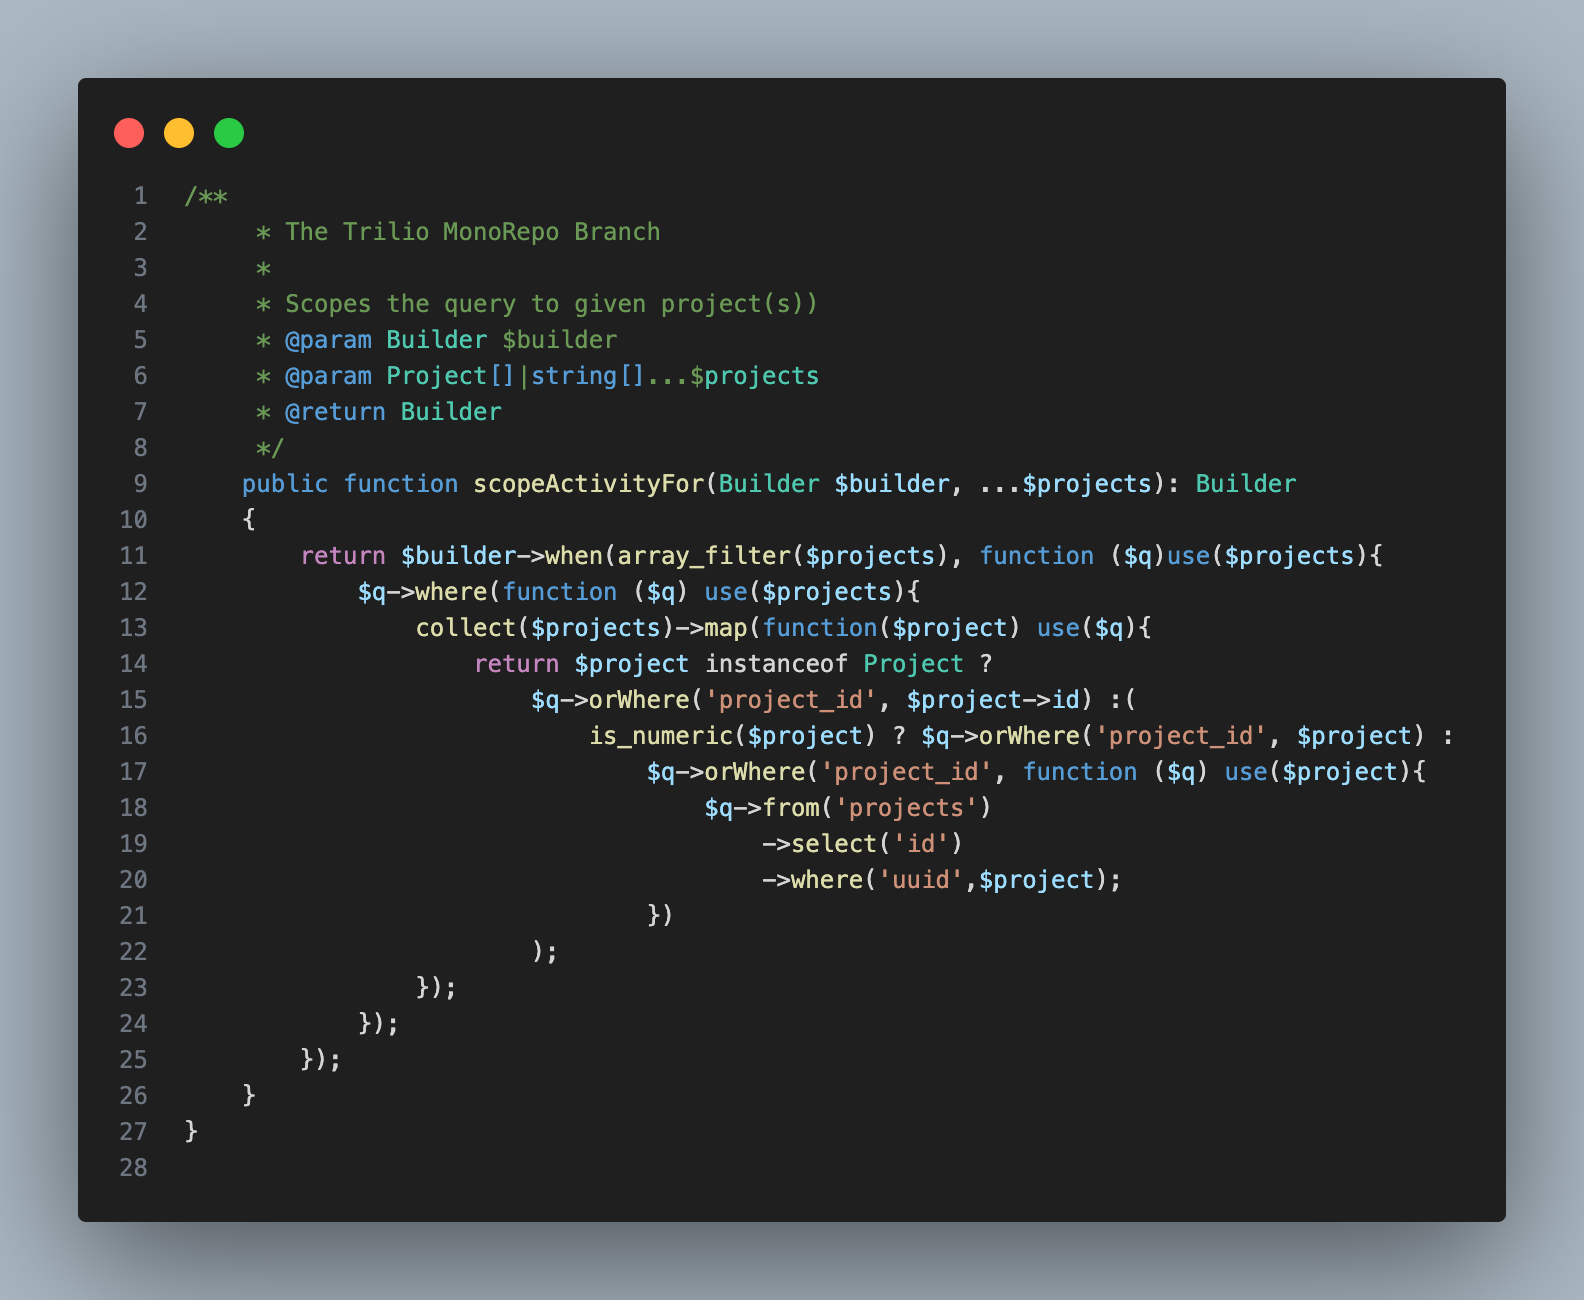 1 /**
2      * The Trilio MonoRepo Branch
3      *
4      * Scopes the query to given project(s))
5      * @param Builder $builder
6      * @param Project[]|string[]...$projects
7      * @return Builder
8      */
9     public function scopeActivityFor(Builder $builder, ...$projects): Builder
10     {
11         return $builder->when(array_filter($projects), function ($q)use($projects){
12             $q->where(function ($q) use($projects){
13                 collect($projects)->map(function($project) use($q){
14                     return $project instanceof Project ?
15                         $q->orWhere('project_id', $project->id) :(
16                             is_numeric($project) ? $q->orWhere('project_id', $project) :
17                                 $q->orWhere('project_id', function ($q) use($project){
18                                     $q->from('projects')
19                                         ->select('id')
20                                         ->where('uuid',$project);
21                                 })
22                         );
23                 });
24             });
25         });
26     }
27 }
28